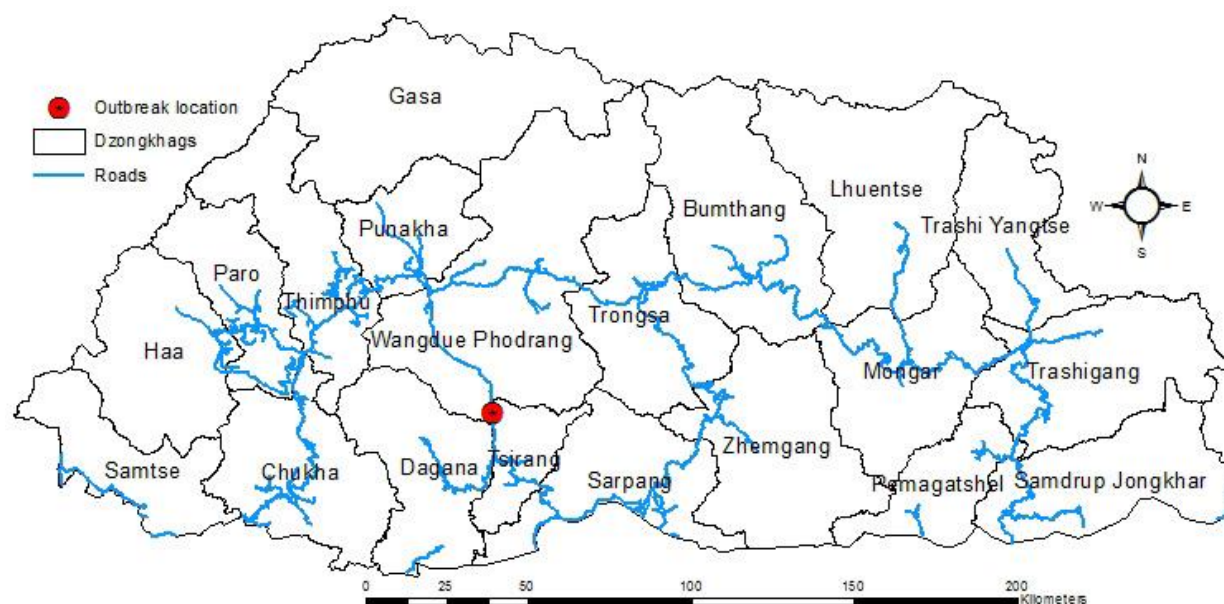 Gasa
Outbreak location
Dzongkhags
Roads
N
W
E
S
Lhuentse
Bumthang
Trashi Yangtse
Punakha
Paro
Thimphu
Trongsa
Wangdue Phodrang
Haa
Mongar
Trashigang
Zhemgang
Samtse
Chukha
Dagana
Tsirang
Sarpang
Pemagatshel
Samdrup Jongkhar
0 25 50 100 150 200
Kilometers